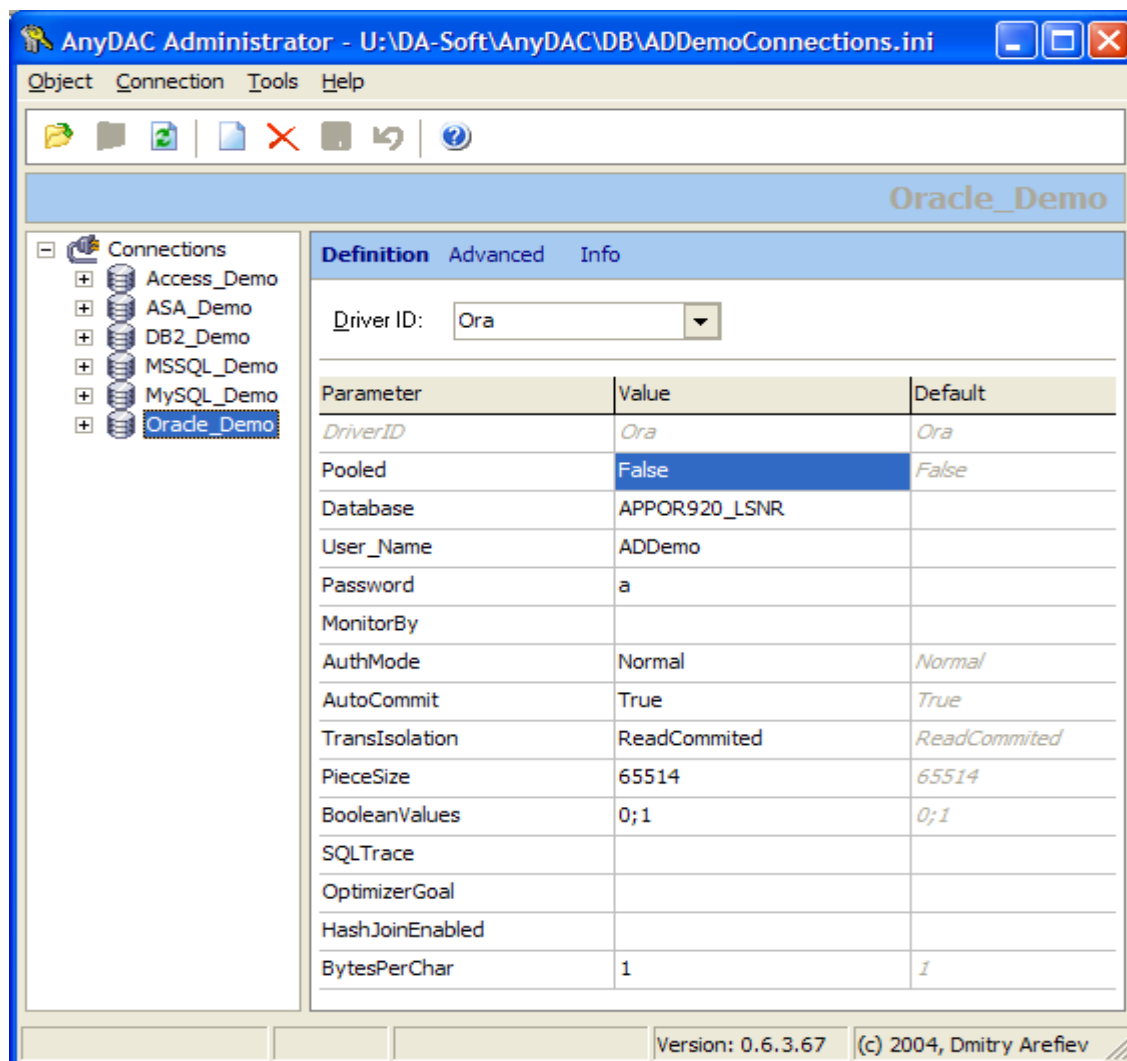 AnyDAC Administrator - U:\DA-Soft\AnyDAC\DB\ADDemoConnections.ini
Object Connection Tools Help
Oracle_Demo
Connections
Access_Demo
ASA_Demo
DB2_Demo
MSSQL_Demo
MySQL_Demo
Oracle_Demo
Definition Advanced Info
Driver ID: Ora
Parameter Value Default
DriverID Ora Ora
Pooled False False
Database APPOR920_LSNR
User_Name ADDemo
Password a
MonitorBy
AuthMode Normal Normal
AutoCommit True True
TransIsolation ReadCommited ReadCommited
PieceSize 65514 65514
BooleanValues 0;1 0;1
SQLTrace
OptimizerGoal
HashJoinEnabled
BytesPerChar 1 1
Version: 0.6.3.67 (c) 2004, Dmitry Arefiev